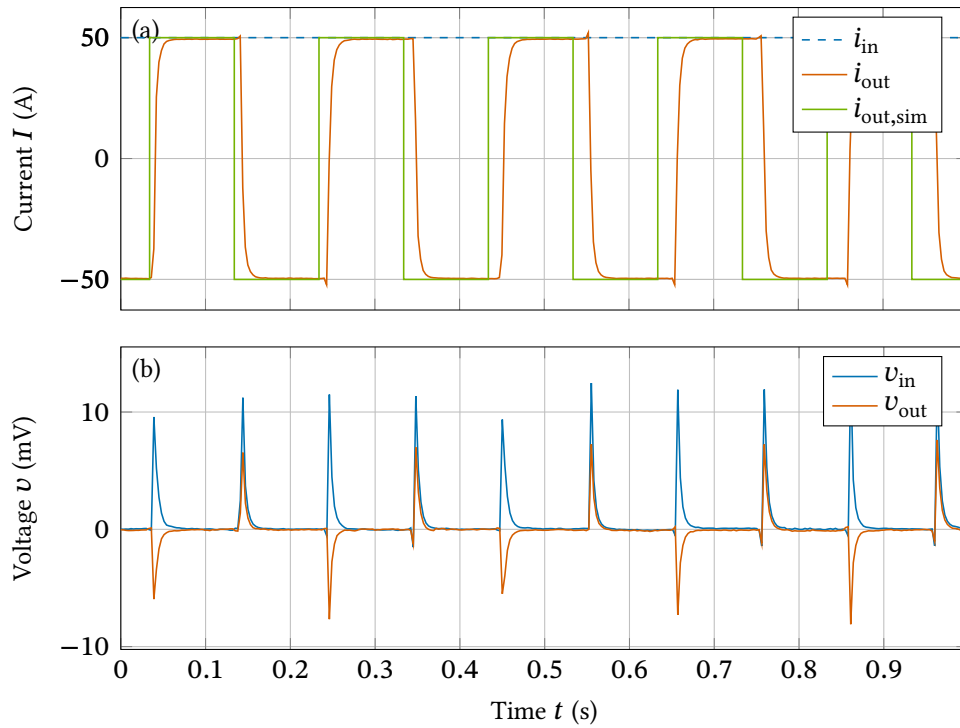 (a)
50
0
−50
Current I (A)
i_in
i_out
i_out,sim
(b)
10
0
−10
Voltage v (mV)
v_in
v_out
0 0.1 0.2 0.3 0.4 0.5 0.6 0.7 0.8 0.9
Time t (s)